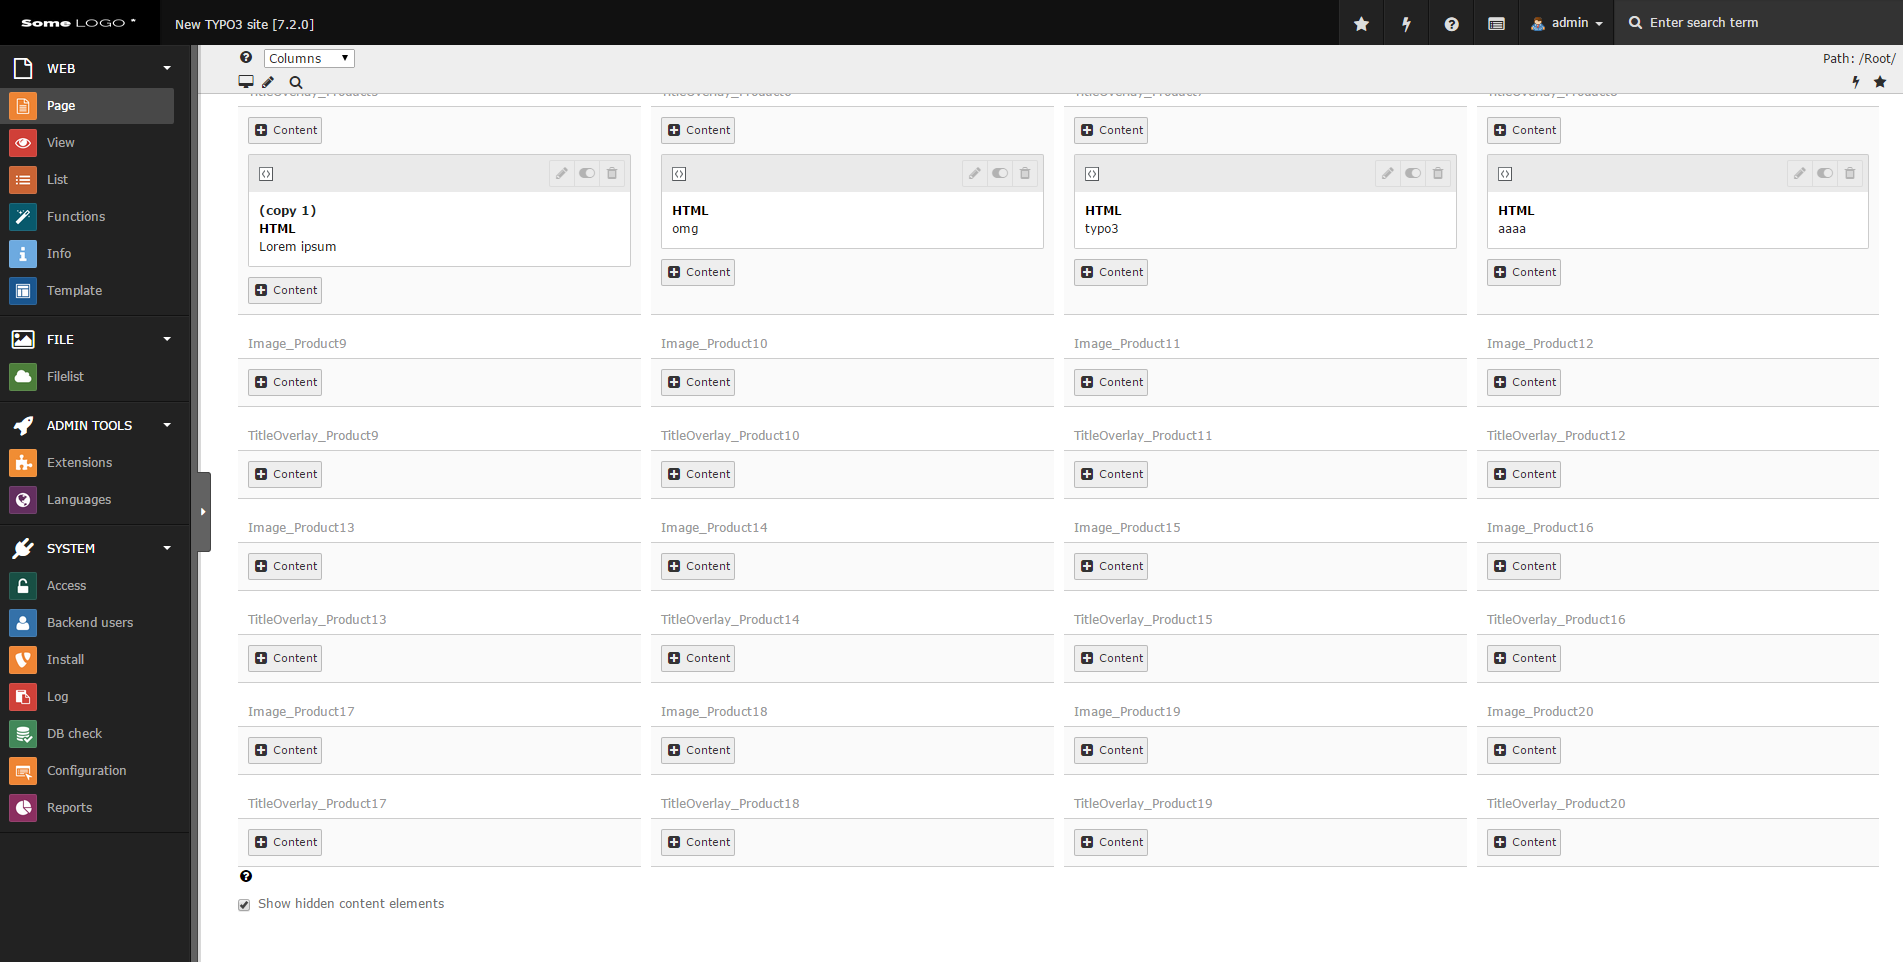 Some LOGO *
New TYPO3 site [7.2.0]
admin
Enter search term
WEB
Page
View
List
Functions
Info
Template
FILE
Filelist
ADMIN TOOLS
Extensions
Languages
SYSTEM
Access
Backend users
Install
Log
DB check
Configuration
Reports
Columns
Path: /Root/
TitleOverlay_Product5 TitleOverlay_Product6 TitleOverlay_Product7 TitleOverlay_Product8
Content Content Content Content
(copy 1)
HTML
Lorem ipsum
HTML
omg
HTML
typo3
HTML
aaaa
Content Content Content Content
Image_Product9 Image_Product10 Image_Product11 Image_Product12
Content Content Content Content
TitleOverlay_Product9 TitleOverlay_Product10 TitleOverlay_Product11 TitleOverlay_Product12
Content Content Content Content
Image_Product13 Image_Product14 Image_Product15 Image_Product16
Content Content Content Content
TitleOverlay_Product13 TitleOverlay_Product14 TitleOverlay_Product15 TitleOverlay_Product16
Content Content Content Content
Image_Product17 Image_Product18 Image_Product19 Image_Product20
Content Content Content Content
TitleOverlay_Product17 TitleOverlay_Product18 TitleOverlay_Product19 TitleOverlay_Product20
Content Content Content Content
Show hidden content elements